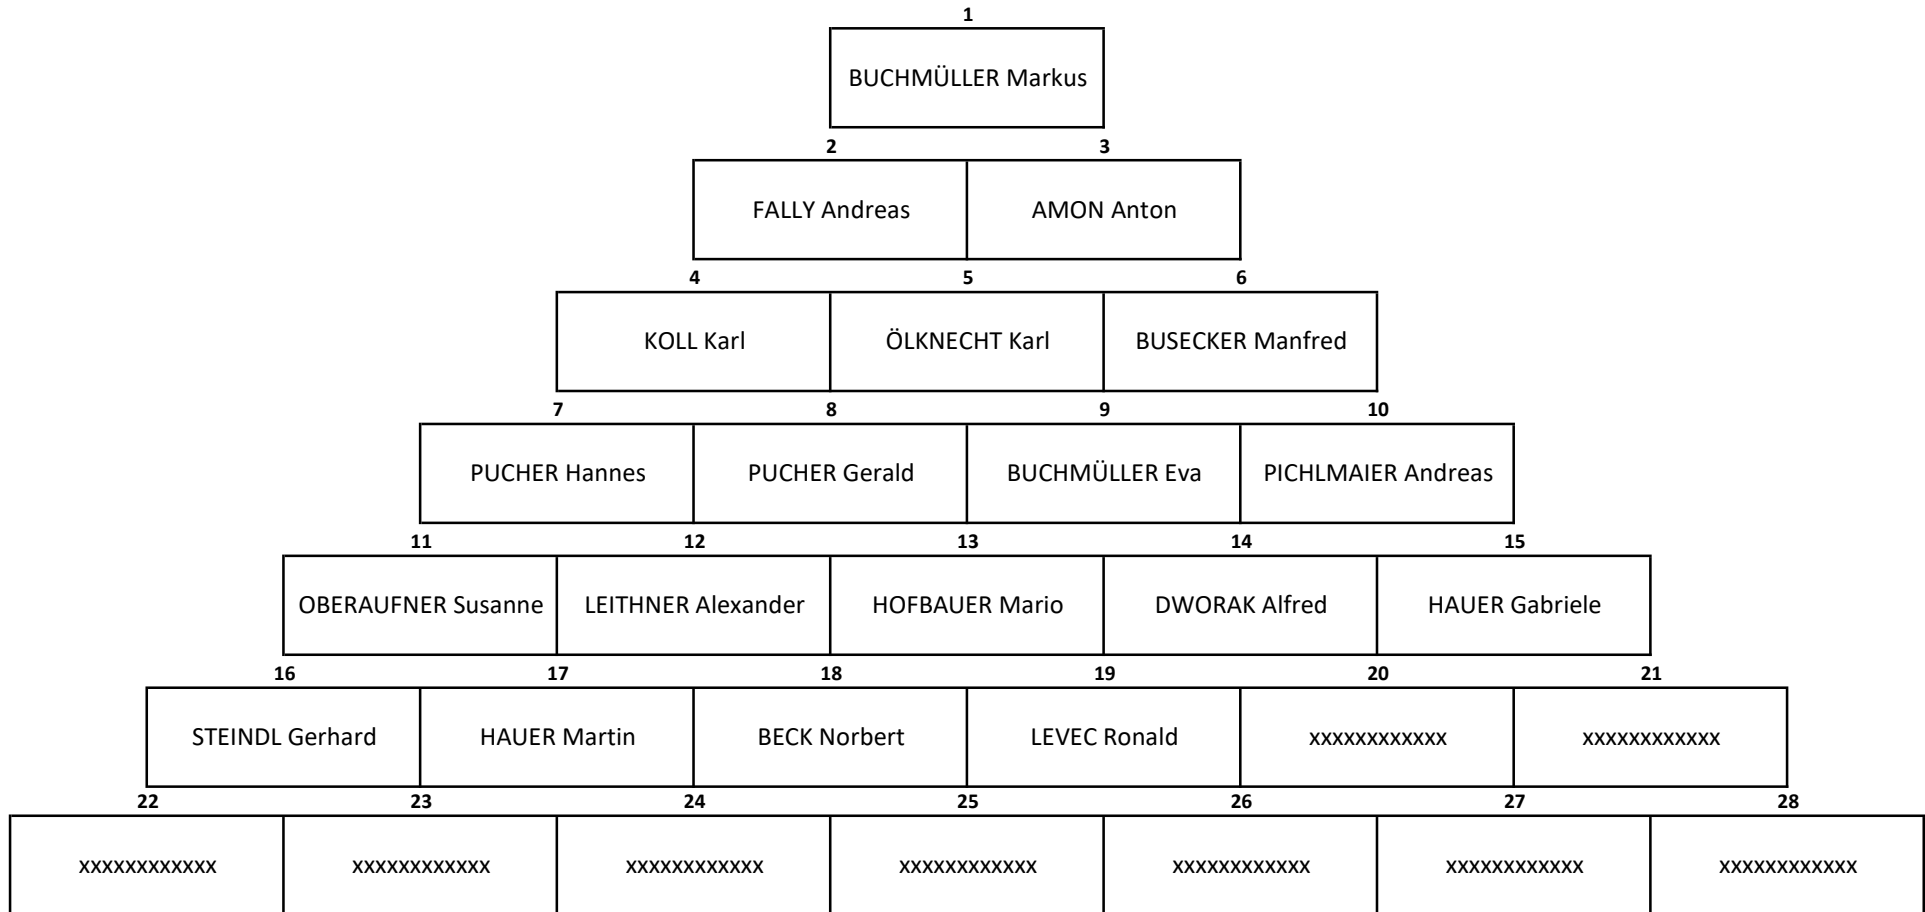 1
BUCHMÜLLER Markus
2 3
FALLY Andreas AMON Anton
4 5 6
KOLL Karl ÖLKNECHT Karl BUSECKER Manfred
7 8 9 10
PUCHER Hannes PUCHER Gerald BUCHMÜLLER Eva PICHLMAIER Andreas
11 12 13 14 15
OBERAUFNER Susanne LEITHNER Alexander HOFBAUER Mario DWORAK Alfred HAUER Gabriele
16 17 18 19 20 21
STEINDL Gerhard HAUER Martin BECK Norbert LEVEC Ronald xxxxxxxxxxxx xxxxxxxxxxxx
22 23 24 25 26 27 28
xxxxxxxxxxxx xxxxxxxxxxxx xxxxxxxxxxxx xxxxxxxxxxxx xxxxxxxxxxxx xxxxxxxxxxxx xxxxxxxxxxxx